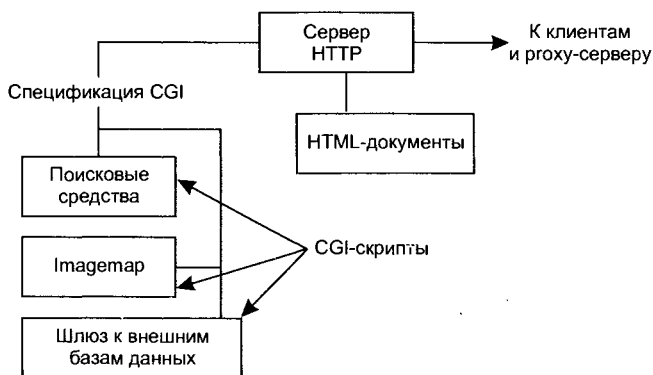 Сервер
HTTP
К клиентам
и proxy-серверу
Спецификация CGI
HTML-документы
Поисковые
средства
CGI-скрипты
Imagemap
Шлюз к внешним
базам данных